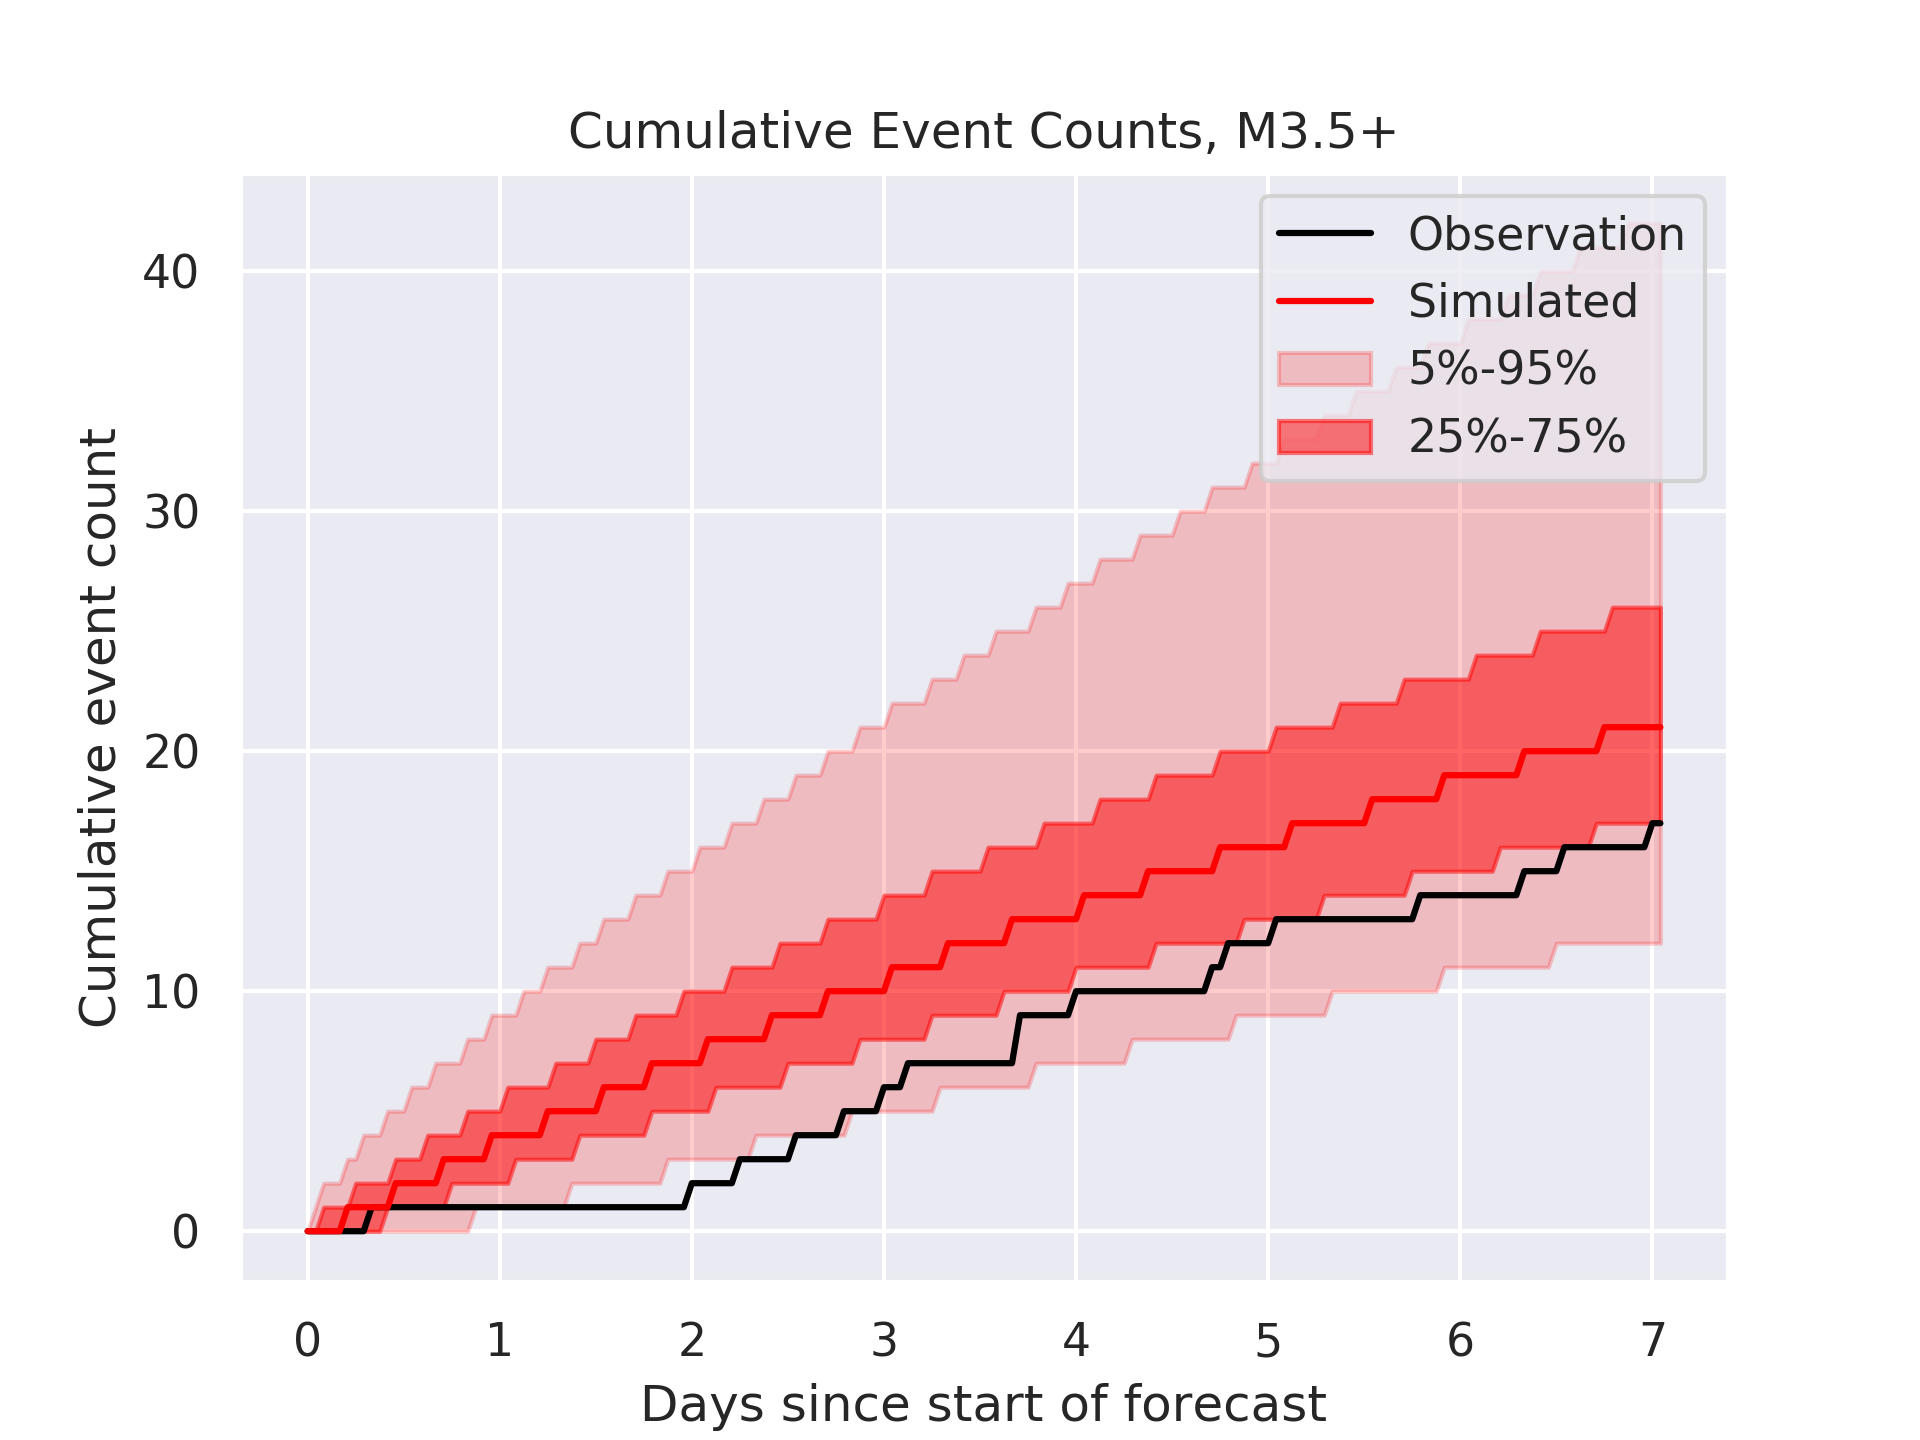 Cumulative Event Counts, M3.5+
Observation
Simulated
5%-95%
25%-75%
40
30
20
10
0
Cumulative event count
0 1 2 3 4 5 6 7
Days since start of forecast